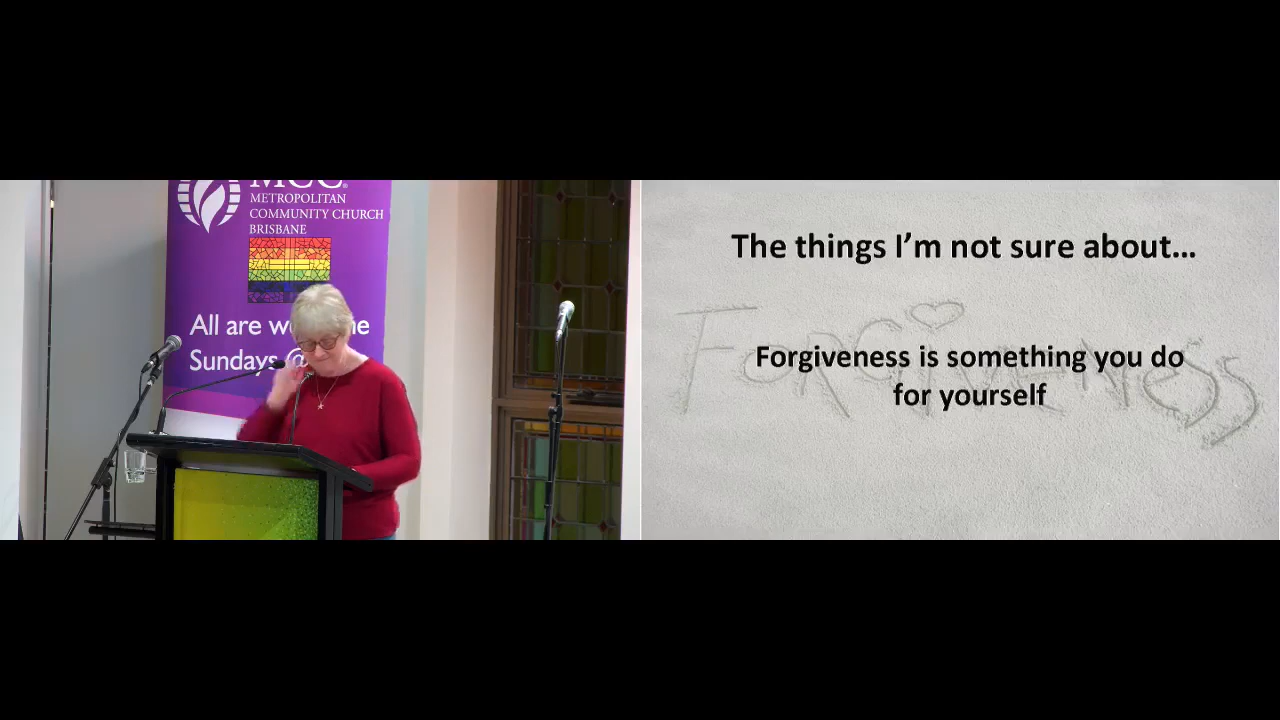 MCC®
METROPOLITAN
COMMUNITY CHURCH
BRISBANE
All are
Sundays @
The things I'm not sure about...
FORGIVENESS
Forgiveness is something you do
for yourself